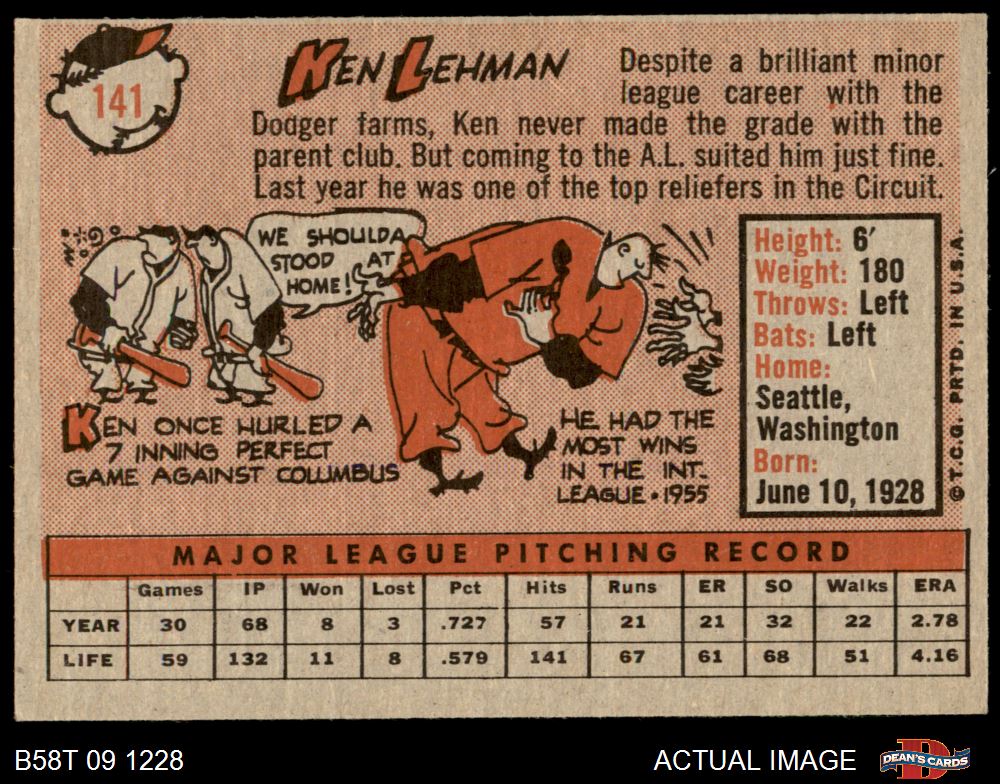 141
KEN LEHMAN
Despite a brilliant minor
league career with the
Dodger farms, Ken never made the grade with the
parent club. But coming to the A.L. suited him just fine.
Last year he was one of the top reliefers in the Circuit.
WE SHOULDA
STOOD AT
HOME!
KEN ONCE HURLED A
7 INNING PERFECT
GAME AGAINST COLUMBUS
HE HAD THE
MOST WINS
IN THE INT.
LEAGUE • 1955
Height: 6′
Weight: 180
Throws: Left
Bats: Left
Home:
Seattle,
Washington
Born:
June 10, 1928
© T.C.G. PRTD. IN U.S.A.
MAJOR LEAGUE PITCHING RECORD
Games IP Won Lost Pct Hits Runs ER SO Walks ERA
YEAR 30 68 8 3 .727 57 21 21 32 22 2.78
LIFE 59 132 11 8 .579 141 67 61 68 51 4.16
B58T 09 1228
ACTUAL IMAGE
DEAN'S CARDS